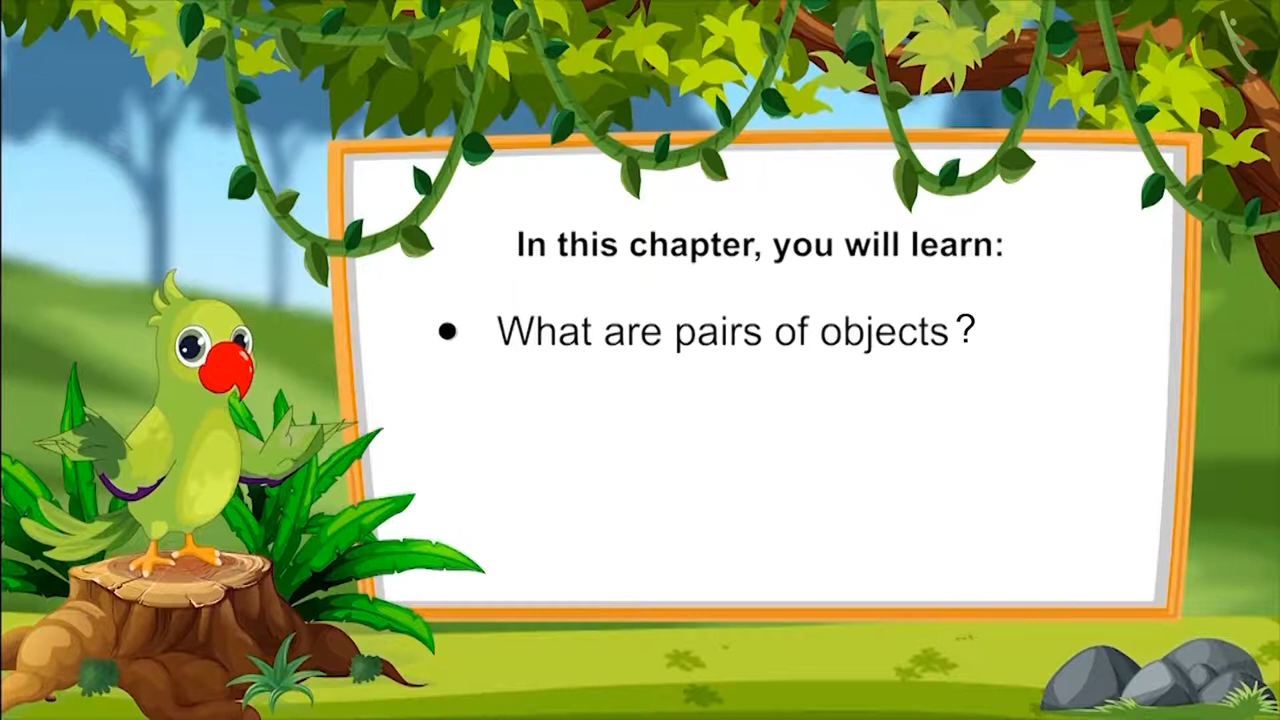 In this chapter, you will learn:
● What are pairs of objects?